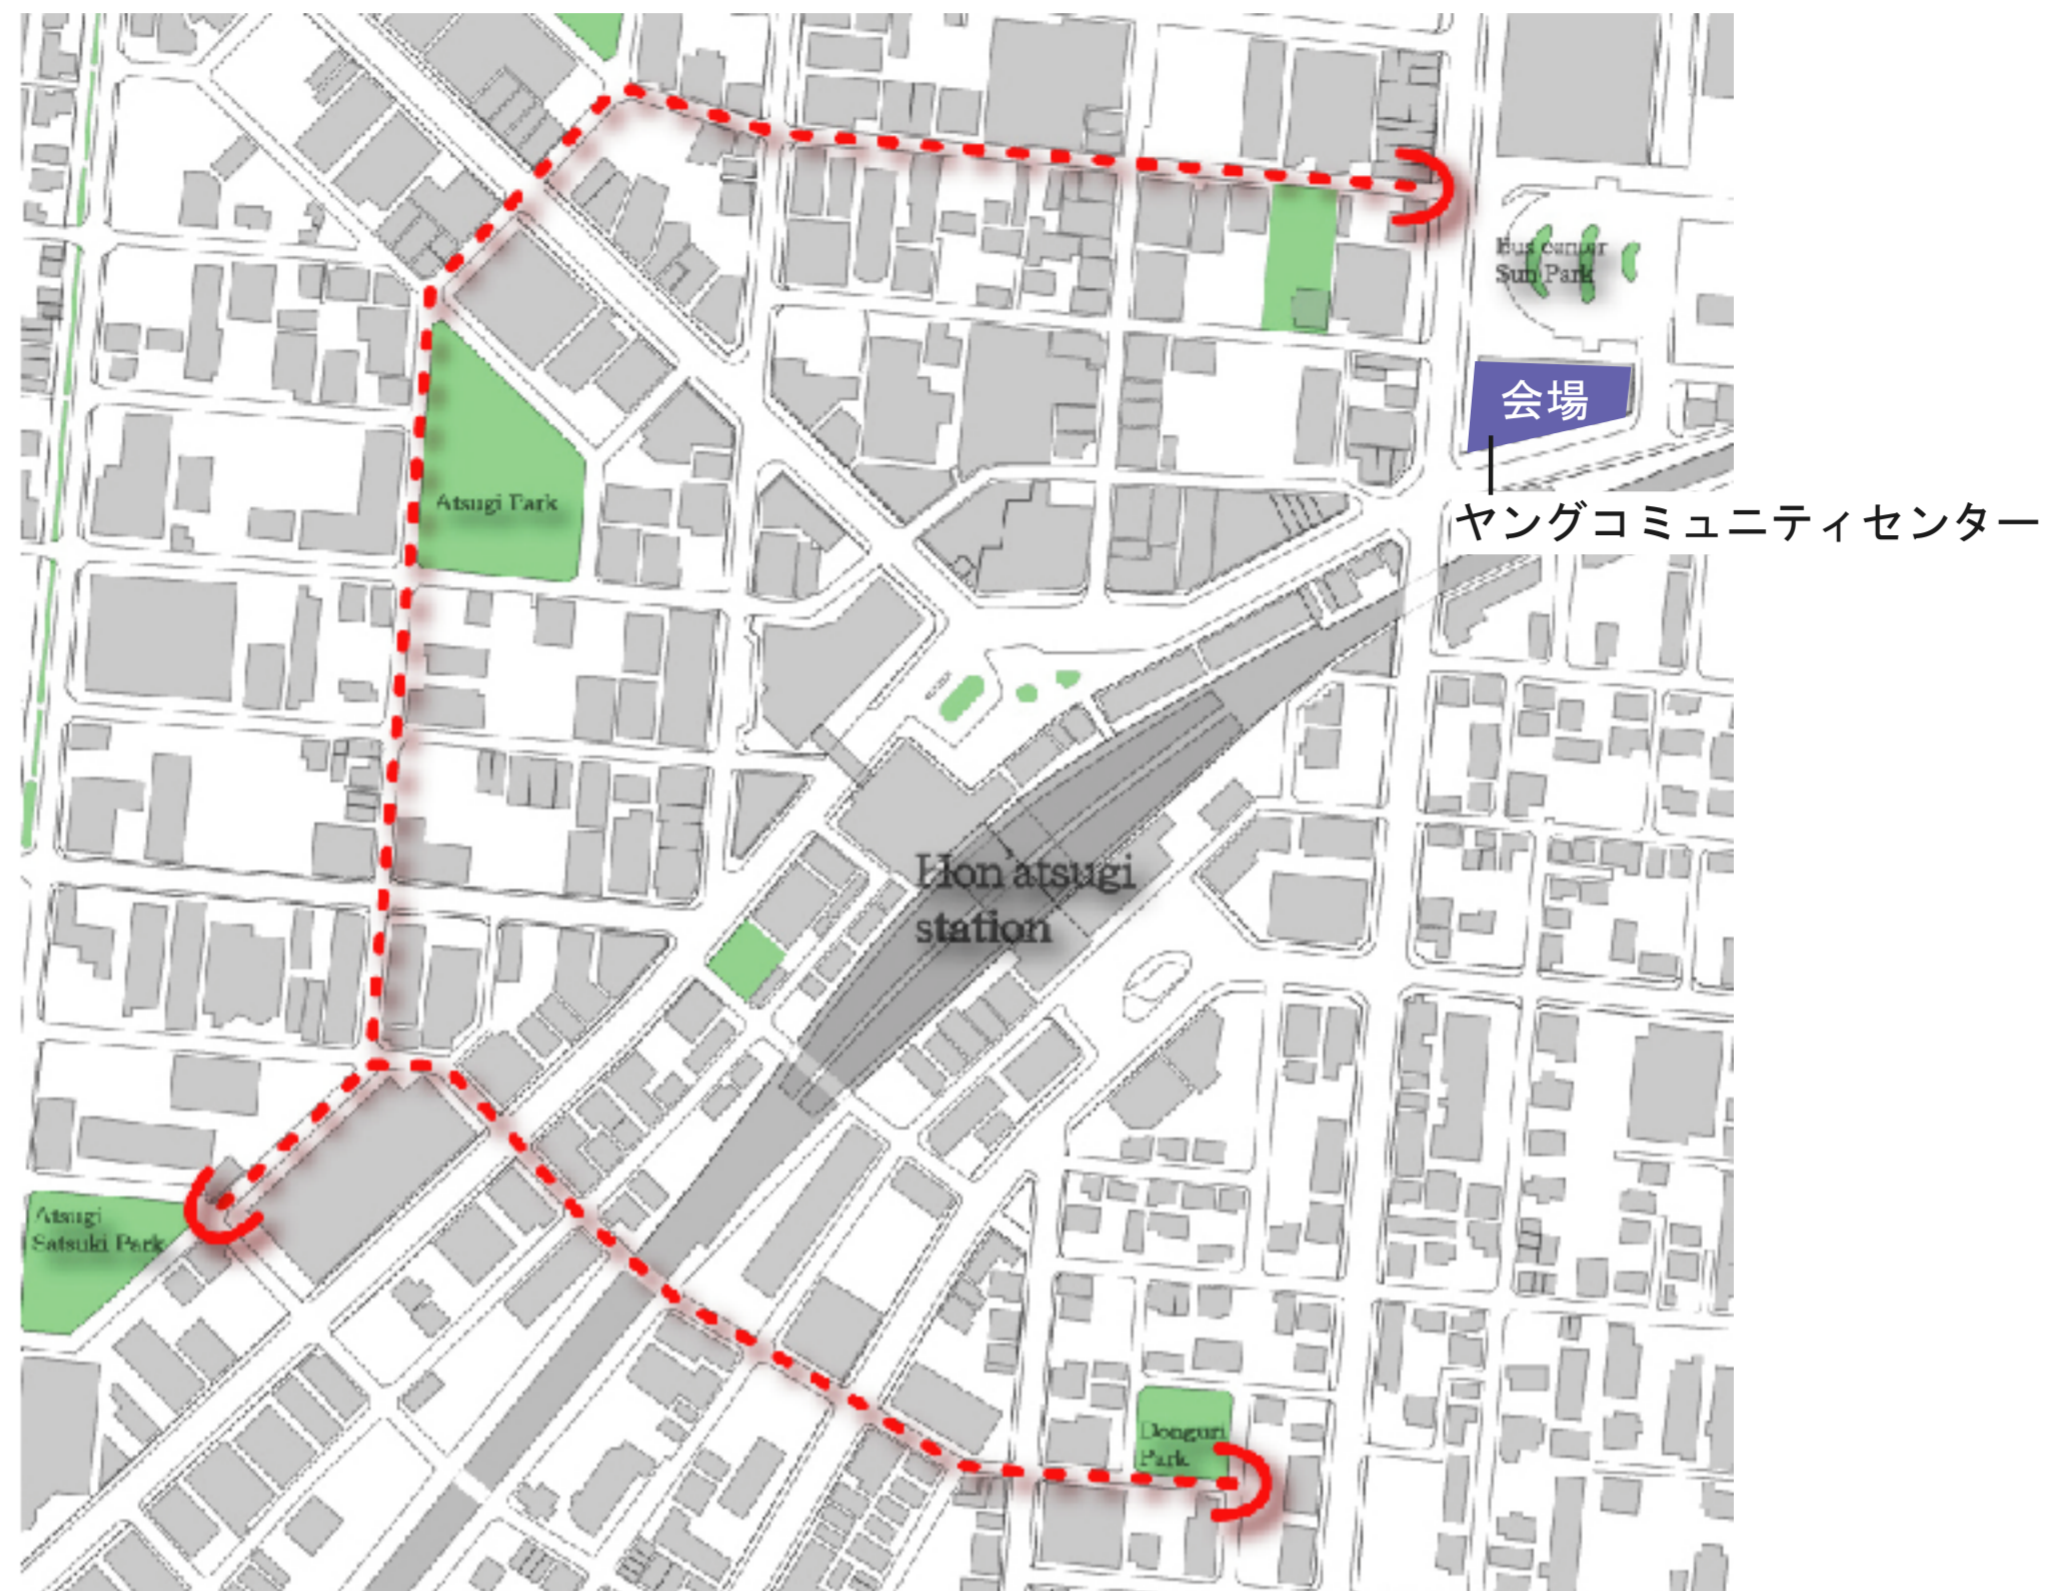 Bus center
Sun Park
会場
ヤングコミュニティセンター
Atsugi Park
Hon'atsugi
station
Atsugi
Satsuki Park
Donguri
Park